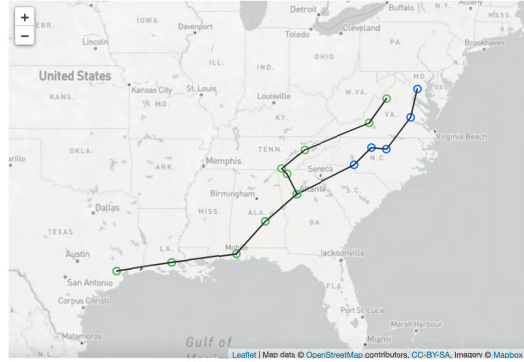 Detroit
Buffalo
Albany
N.Y.
MASS.
+
−
EBR.
IOWA
Davenport
Toledo
Cleveland
Lincoln
PA.
Brookhaven
ILL.
IND.
OHIO
N.J.
United States
Kansas City
St. Louis
MD.
DE.
KANS.
MO.
Louisville
W.VA.
VA.
KY.
Virginia Beach
OKLA.
TENN.
N.C.
arillo
ARK.
Memphis
Seneca
Atlanta
S.C.
Birmingham
Dallas
MISS.
ALA.
GA
TEXAS
LA.
Mobile
Jacksonville
Austin
San Antonio
FLA.
Corpus Christi
Port St. Lucie
Marsh Harbour
Matamoros
Gulf of
Miami
Leaflet | Map data © OpenStreetMap contributors, CC-BY-SA, Imagery © Mapbox